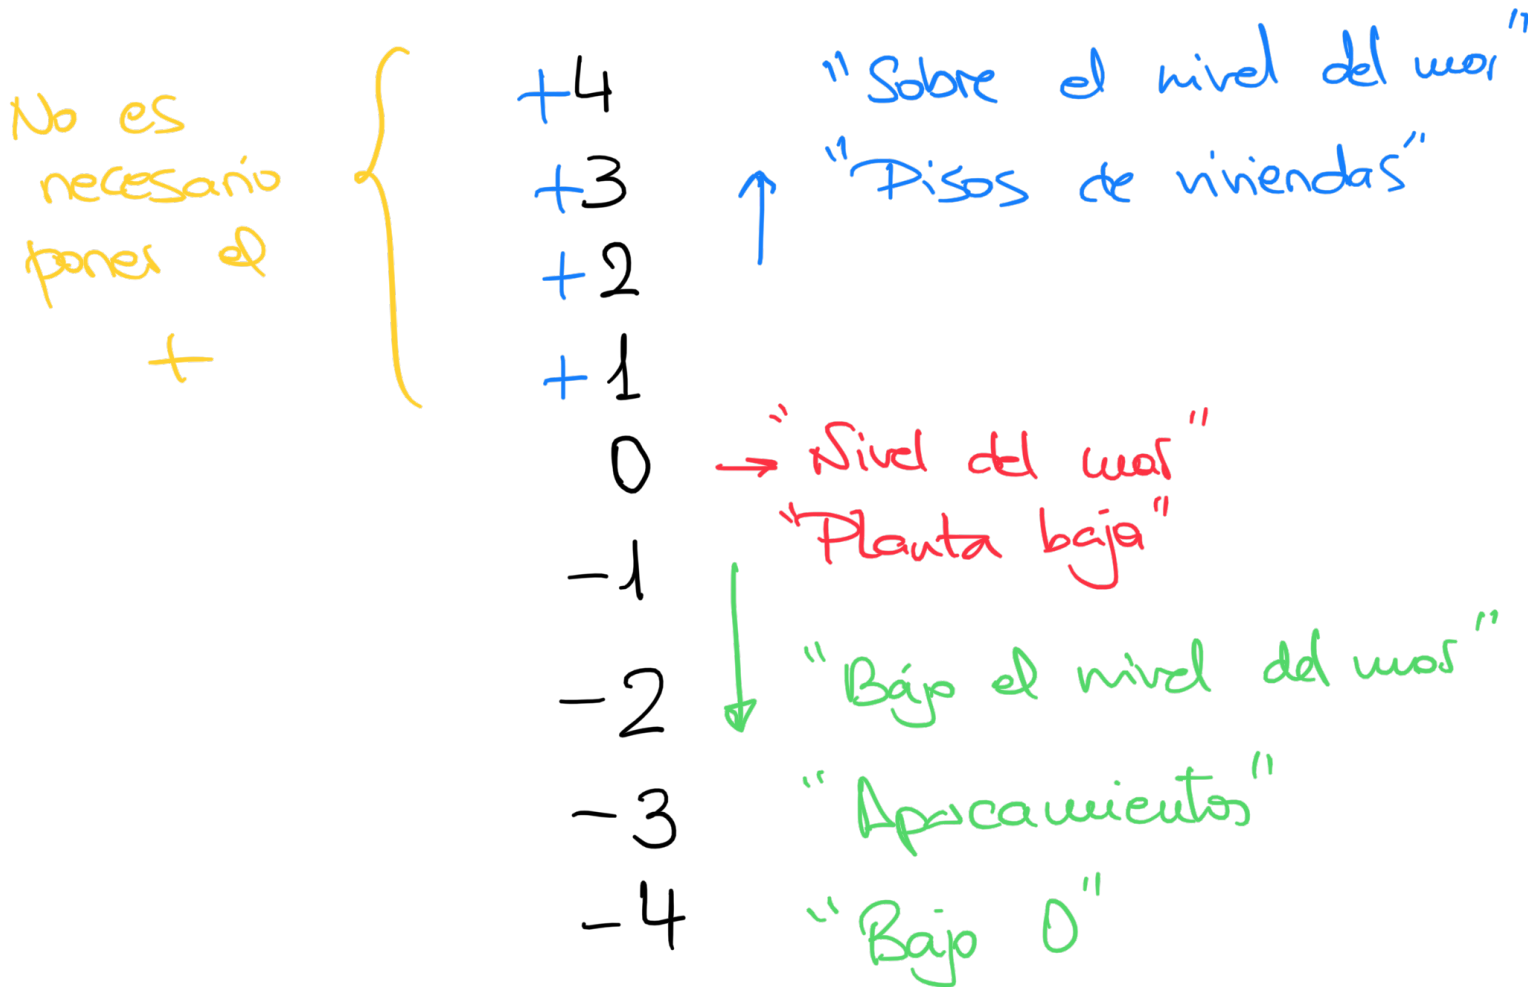 No es
necesario
poner el
+
+4
+3
+2
+1
0
-1
-2
-3
-4
"Sobre el nivel del mar"
"Pisos de viviendas"
"Nivel del mar"
"Planta baja"
"Bajo el nivel del mar"
"Aparcamientos"
"Bajo 0"